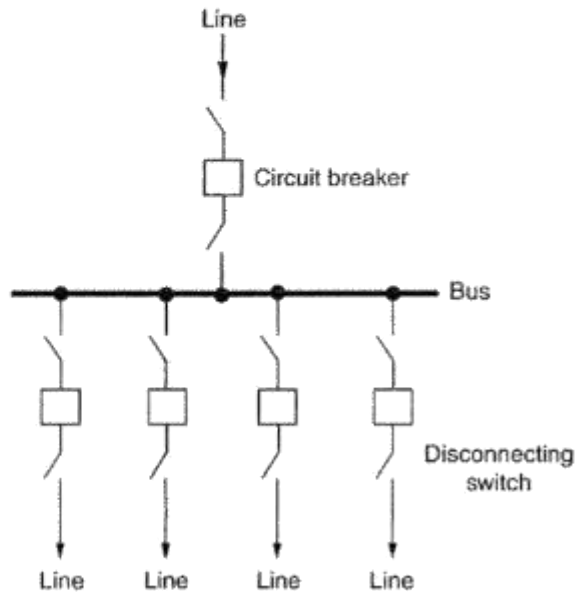 Line
Circuit breaker
Bus
Disconnecting
switch
Line
Line
Line
Line